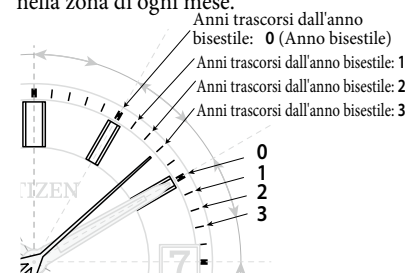 nella zona di ogni mese.
Anni trascorsi dall'anno
bisestile: 0 (Anno bisestile)
Anni trascorsi dall'anno bisestile: 1
Anni trascorsi dall'anno bisestile: 2
Anni trascorsi dall'anno bisestile: 3
0
1
2
3
TIZEN
7